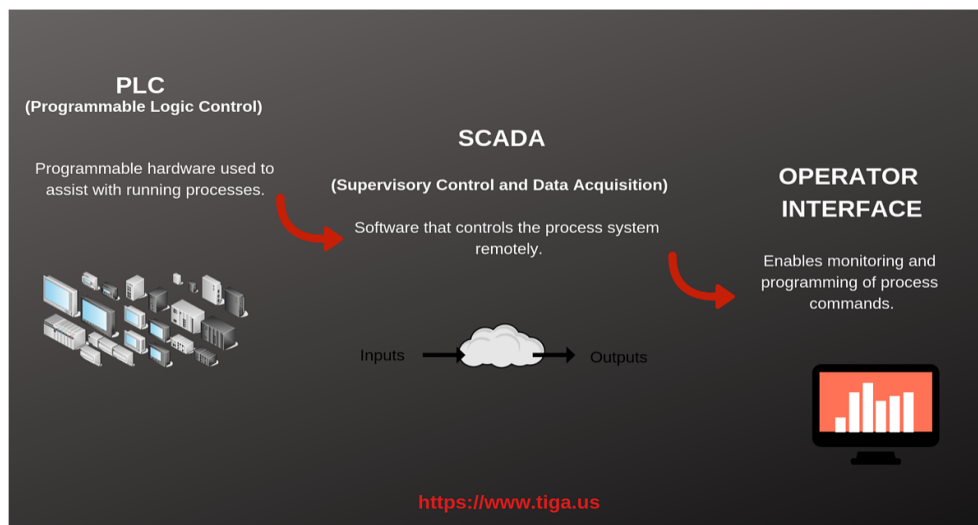 PLC
(Programmable Logic Control)
Programmable hardware used to
assist with running processes.
SCADA
(Supervisory Control and Data Acquisition)
Software that controls the process system
remotely.
Inputs
Outputs
OPERATOR
INTERFACE
Enables monitoring and
programming of process
commands.
https://www.tiga.us